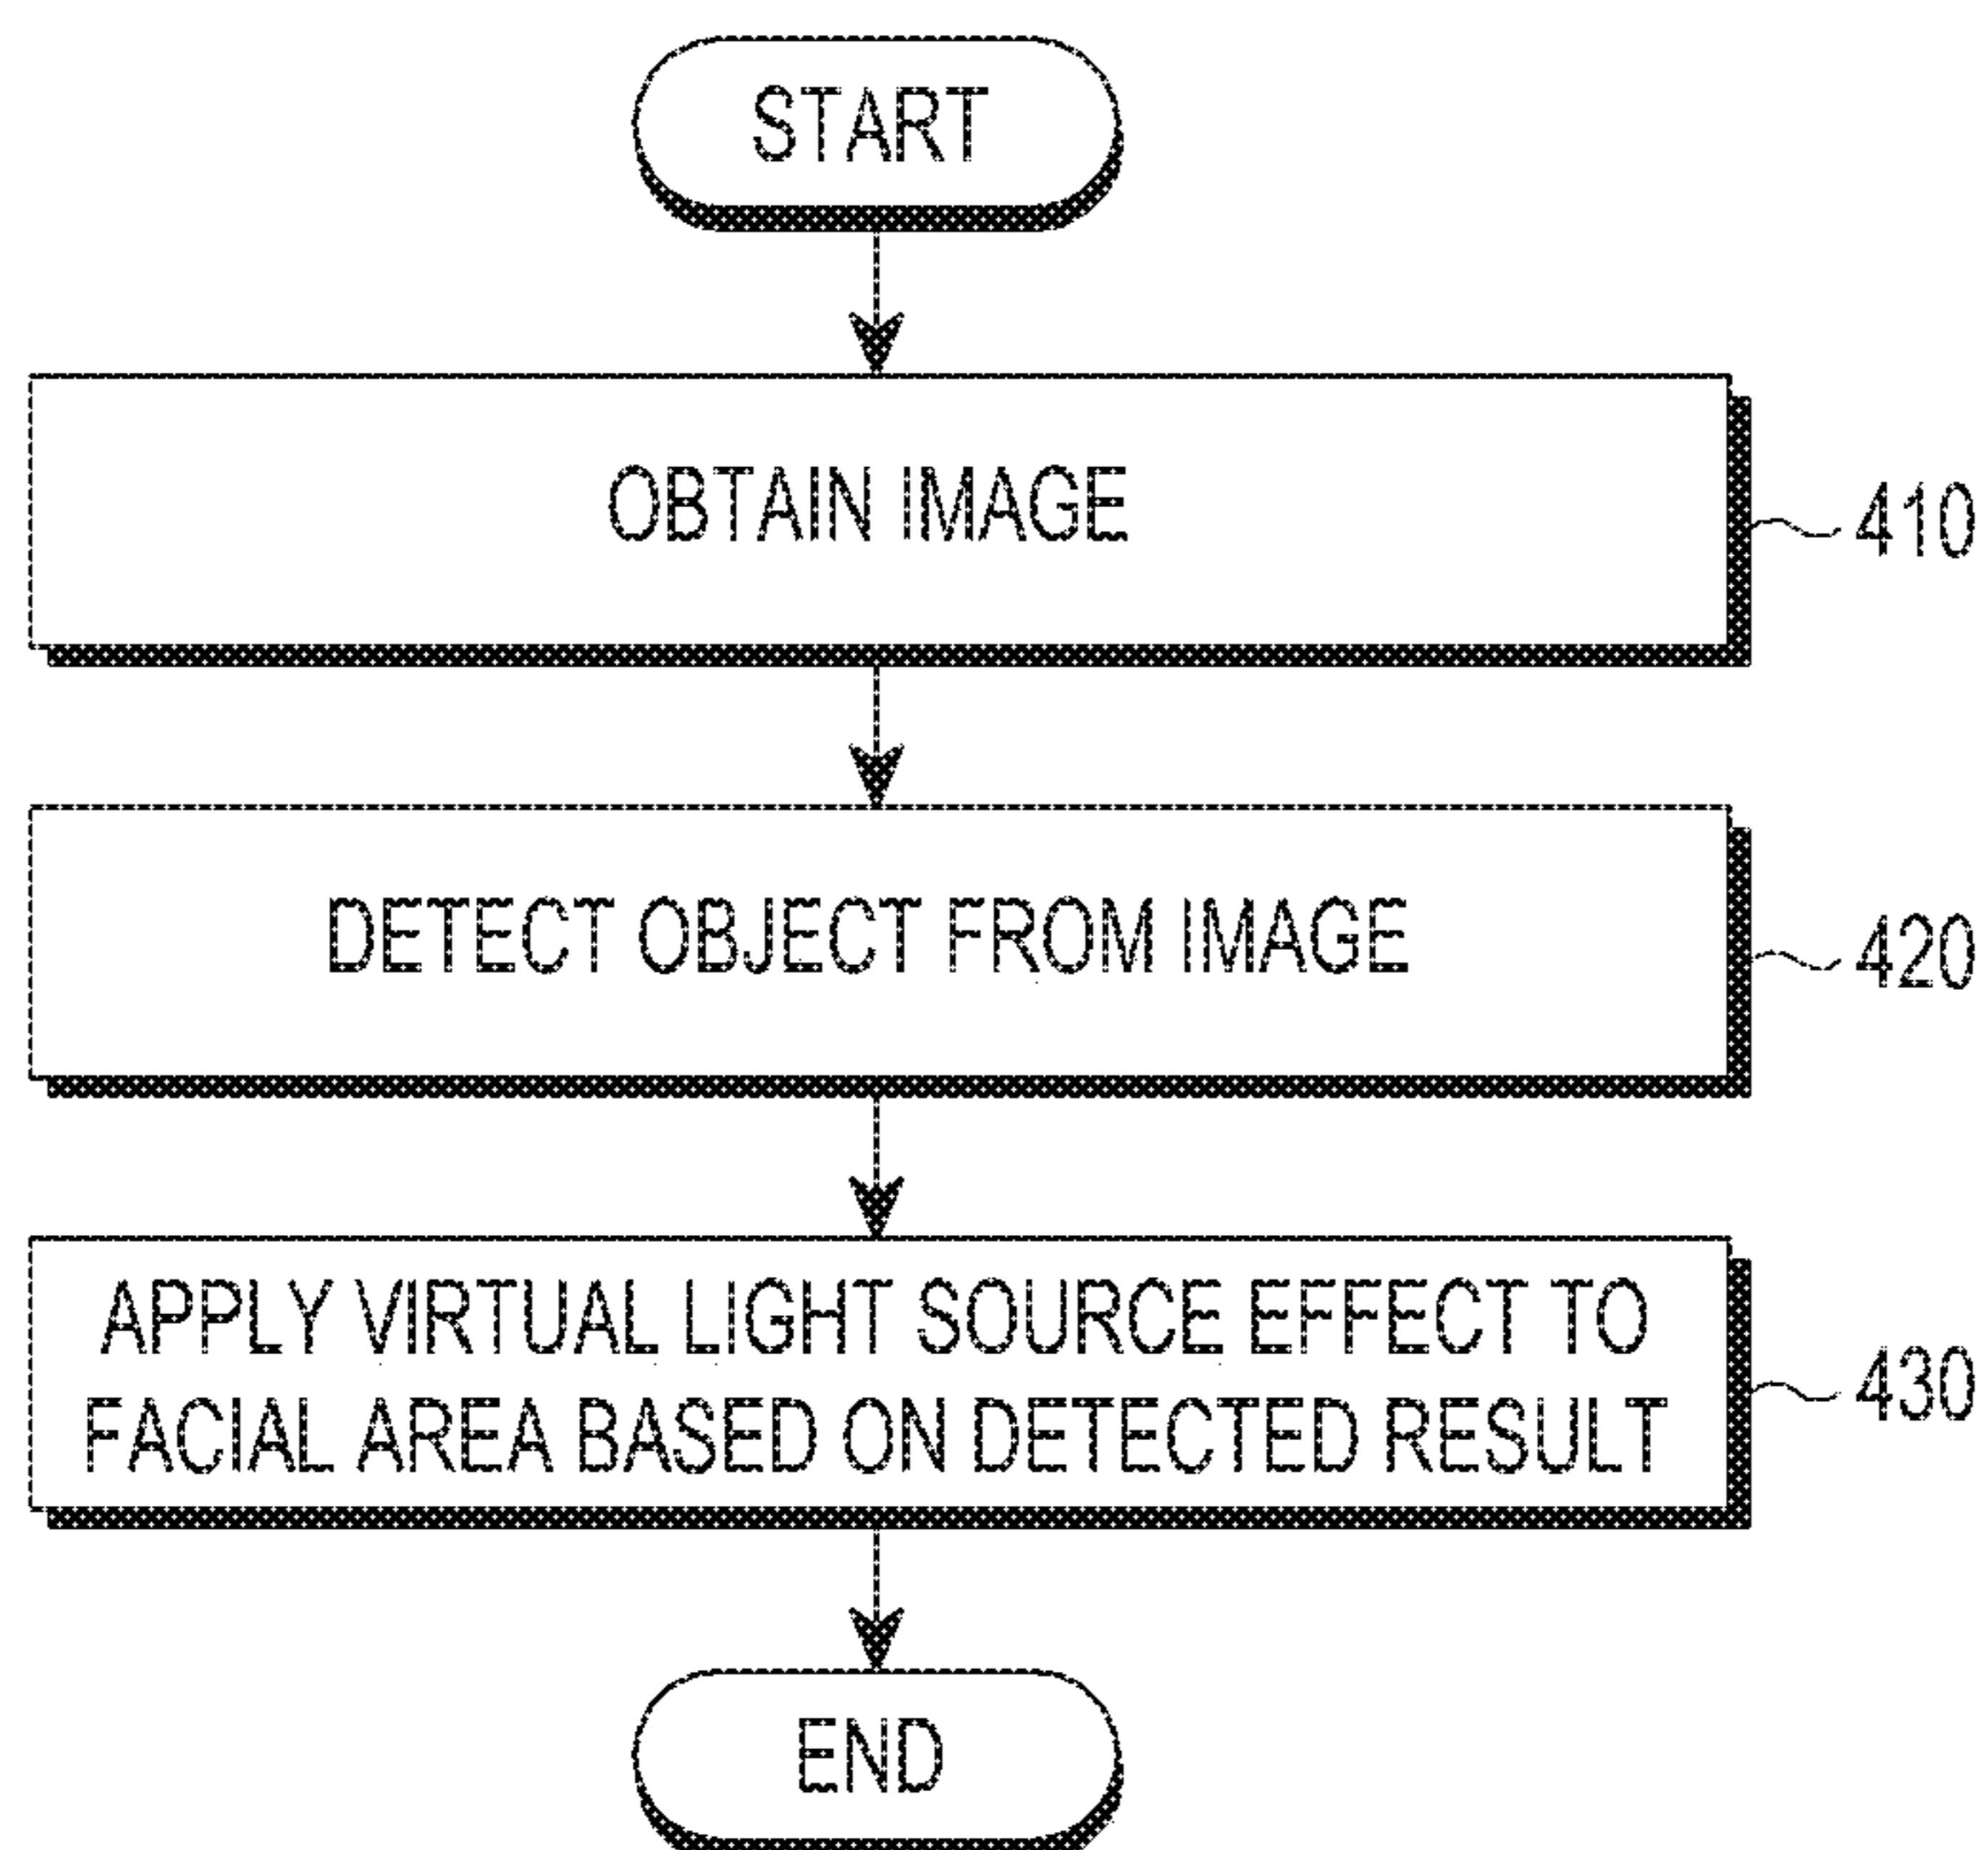 START
OBTAIN IMAGE
410
DETECT OBJECT FROM IMAGE
420
APPLY VIRTUAL LIGHT SOURCE EFFECT TO
FACIAL AREA BASED ON DETECTED RESULT
430
END